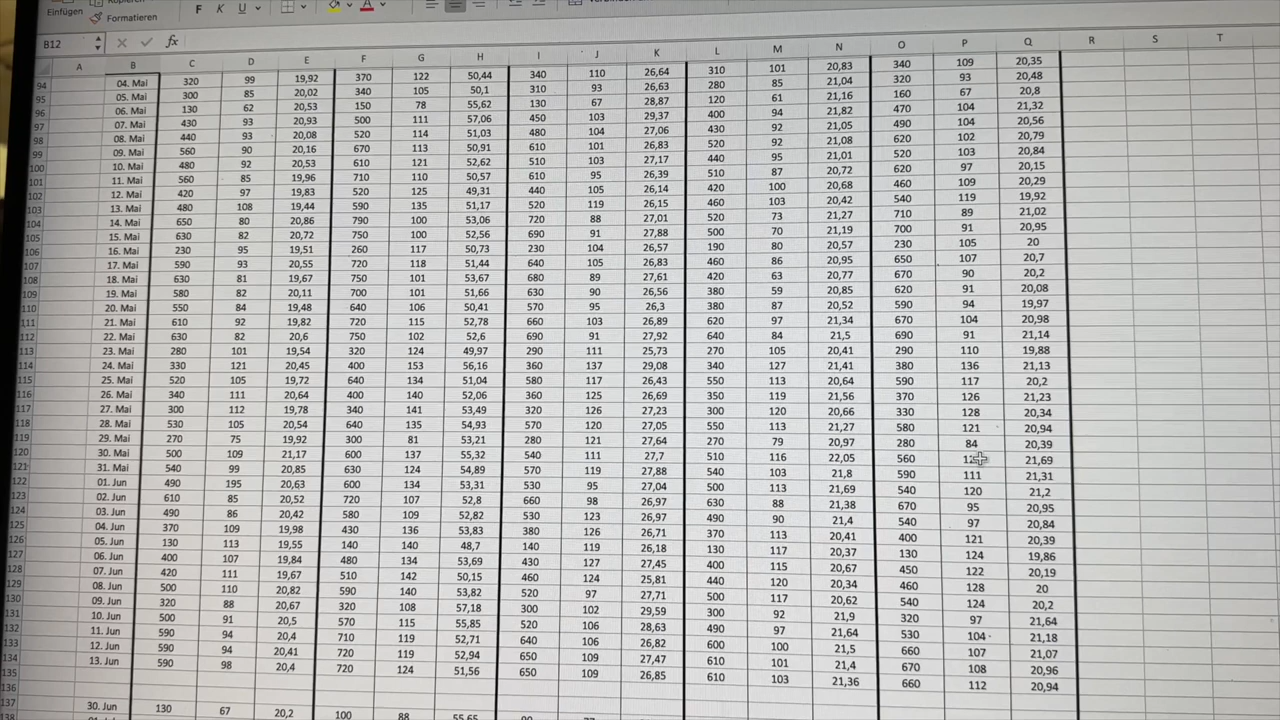 Einfügen Kopieren
Formatieren F K U A
B12 fx
A B C D E F G H I J K L M N O P Q R S T
94 04. Mai 320 99 19,92 370 122 50,44 340 110 26,64 310 101 20,83 340 109 20,35
95 05. Mai 300 85 20,02 340 105 50,1 310 93 26,63 280 85 21,04 320 93 20,48
96 06. Mai 130 62 20,53 150 78 55,62 130 67 28,87 120 61 21,16 160 67 20,8
97 07. Mai 430 93 20,93 500 111 57,06 450 103 29,37 400 94 21,82 470 104 21,32
98 08. Mai 440 93 20,08 520 114 51,03 480 104 27,06 430 92 21,05 490 104 20,56
99 09. Mai 560 90 20,16 670 113 50,91 610 101 26,83 520 92 21,08 620 102 20,79
100 10. Mai 480 92 20,53 610 121 52,62 510 103 27,17 440 95 21,01 520 103 20,84
101 11. Mai 560 85 19,96 710 110 50,57 610 95 26,39 510 87 20,72 620 97 20,15
102 12. Mai 420 97 19,83 520 125 49,31 440 105 26,14 420 100 20,68 460 109 20,29
103 13. Mai 480 108 19,44 590 135 51,17 520 119 26,15 460 103 20,42 540 119 19,92
104 14. Mai 650 80 20,86 790 100 53,06 720 88 27,01 520 73 21,27 710 89 21,02
105 15. Mai 630 82 20,72 750 100 52,56 690 91 27,88 500 70 21,19 700 91 20,95
106 16. Mai 230 95 19,51 260 117 50,73 230 104 26,57 190 80 20,57 230 105 20
107 17. Mai 590 93 20,55 720 118 51,44 640 105 26,83 460 86 20,95 650 107 20,7
108 18. Mai 630 81 19,67 750 101 53,67 680 89 27,61 420 63 20,77 670 90 20,2
109 19. Mai 580 82 20,11 700 101 51,66 630 90 26,56 380 59 20,85 620 91 20,08
110 20. Mai 550 84 19,48 640 106 50,41 570 95 26,3 380 87 20,52 590 94 19,97
111 21. Mai 610 92 19,82 720 115 52,78 660 103 26,89 620 97 21,34 670 104 20,98
112 22. Mai 630 82 20,6 750 102 52,6 690 91 27,92 640 84 21,5 690 91 21,14
113 23. Mai 280 101 19,54 320 124 49,97 290 111 25,73 270 105 20,41 290 110 19,88
114 24. Mai 330 121 20,45 400 153 56,16 360 137 29,08 340 127 21,41 380 136 21,13
115 25. Mai 520 105 19,72 640 134 51,04 580 117 26,43 550 113 20,64 590 117 20,2
116 26. Mai 340 111 20,64 400 140 52,06 360 125 26,69 350 119 21,56 370 126 21,23
117 27. Mai 300 112 19,78 340 141 53,49 320 126 27,23 300 120 20,66 330 128 20,34
118 28. Mai 530 105 20,54 640 135 54,93 570 120 27,05 550 113 21,27 580 121 20,94
119 29. Mai 270 75 19,92 300 81 53,21 280 121 27,64 270 79 20,97 280 84 20,39
120 30. Mai 500 109 21,17 600 137 55,32 540 111 27,7 510 116 22,05 560 21,69
121 31. Mai 540 99 20,85 630 124 54,89 570 119 27,88 540 103 21,8 590 111 21,31
122 01. Jun 490 195 20,63 600 134 53,31 530 95 27,04 500 113 21,69 540 120 21,2
123 02. Jun 610 85 20,52 720 107 52,8 660 98 26,97 630 88 21,38 670 95 20,95
124 03. Jun 490 86 20,42 580 109 52,82 530 123 26,97 490 90 21,4 540 97 20,84
125 04. Jun 370 109 19,98 430 136 53,83 380 126 26,71 370 113 20,41 400 121 20,39
126 05. Jun 130 113 19,55 140 140 48,7 140 119 26,18 130 117 20,37 130 124 19,86
127 06. Jun 400 107 19,84 480 134 53,69 430 127 27,45 400 115 20,67 450 122 20,19
128 07. Jun 420 111 19,67 510 142 50,15 460 124 25,81 440 120 20,34 460 128 20
129 08. Jun 500 110 20,82 590 140 53,82 520 97 27,71 500 117 20,62 540 124 20,2
130 09. Jun 320 88 20,67 320 108 57,18 300 102 29,59 300 92 21,9 320 97 21,64
131 10. Jun 500 91 20,5 570 115 55,85 520 106 28,63 490 97 21,64 530 104 21,18
132 11. Jun 590 94 20,4 710 119 52,71 640 106 26,82 600 100 21,5 660 107 21,07
133 12. Jun 590 94 20,41 720 119 52,94 650 109 27,47 610 101 21,4 670 108 20,96
134 13. Jun 590 98 20,4 720 124 51,56 650 109 26,85 610 103 21,36 660 112 20,94
135
136
137 30. Jun 130 67 20,2 100 88 55,65
138